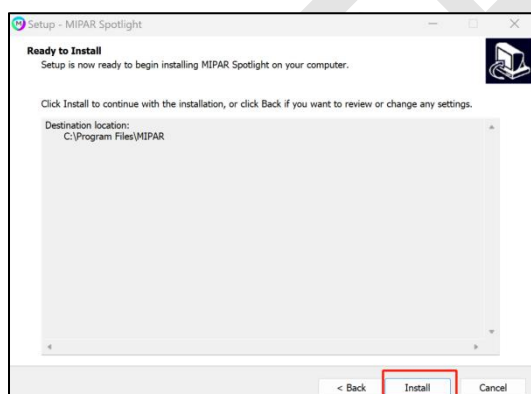 Setup - MIPAR Spotlight
Ready to Install
Setup is now ready to begin installing MIPAR Spotlight on your computer.
Click Install to continue with the installation, or click Back if you want to review or change any settings.
Destination location:
C:\Program Files\MIPAR
< Back Install Cancel